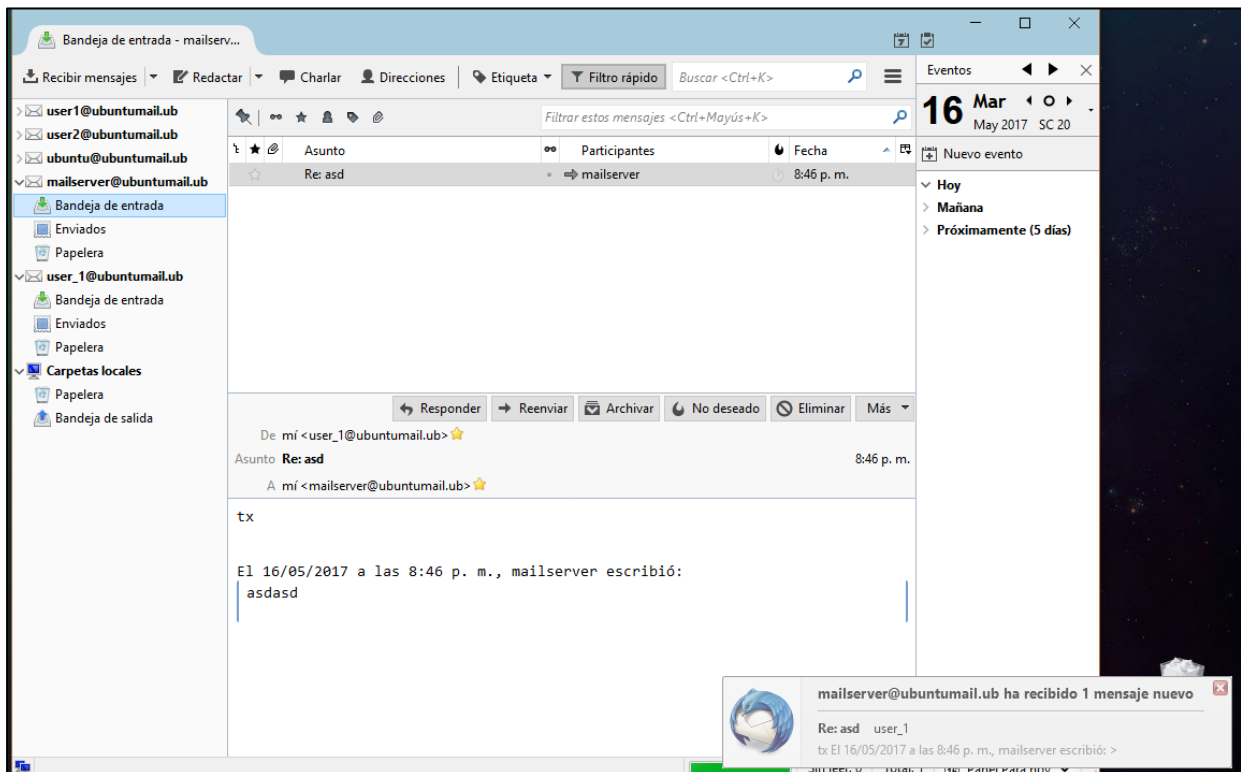 Bandeja de entrada - mailserv...
Recibir mensajes Redactar Charlar Direcciones Etiqueta Filtro rápido Buscar <Ctrl+K>
user1@ubuntumail.ub
user2@ubuntumail.ub
ubuntu@ubuntumail.ub
mailserver@ubuntumail.ub
Bandeja de entrada
Enviados
Papelera
user_1@ubuntumail.ub
Bandeja de entrada
Enviados
Papelera
Carpetas locales
Papelera
Bandeja de salida
Filtrar estos mensajes <Ctrl+Mayús+K>
Asunto Participantes Fecha
Re: asd mailserver 8:46 p. m.
Responder Reenviar Archivar No deseado Eliminar Más
De mí <user_1@ubuntumail.ub>
Asunto Re: asd 8:46 p. m.
A mí <mailserver@ubuntumail.ub>
tx
El 16/05/2017 a las 8:46 p. m., mailserver escribió:
asdasd
Eventos
16 Mar
May 2017 SC 20
Nuevo evento
Hoy
Mañana
Próximamente (5 días)
mailserver@ubuntumail.ub ha recibido 1 mensaje nuevo
Re: asd user_1
tx El 16/05/2017 a las 8:46 p. m., mailserver escribió: >